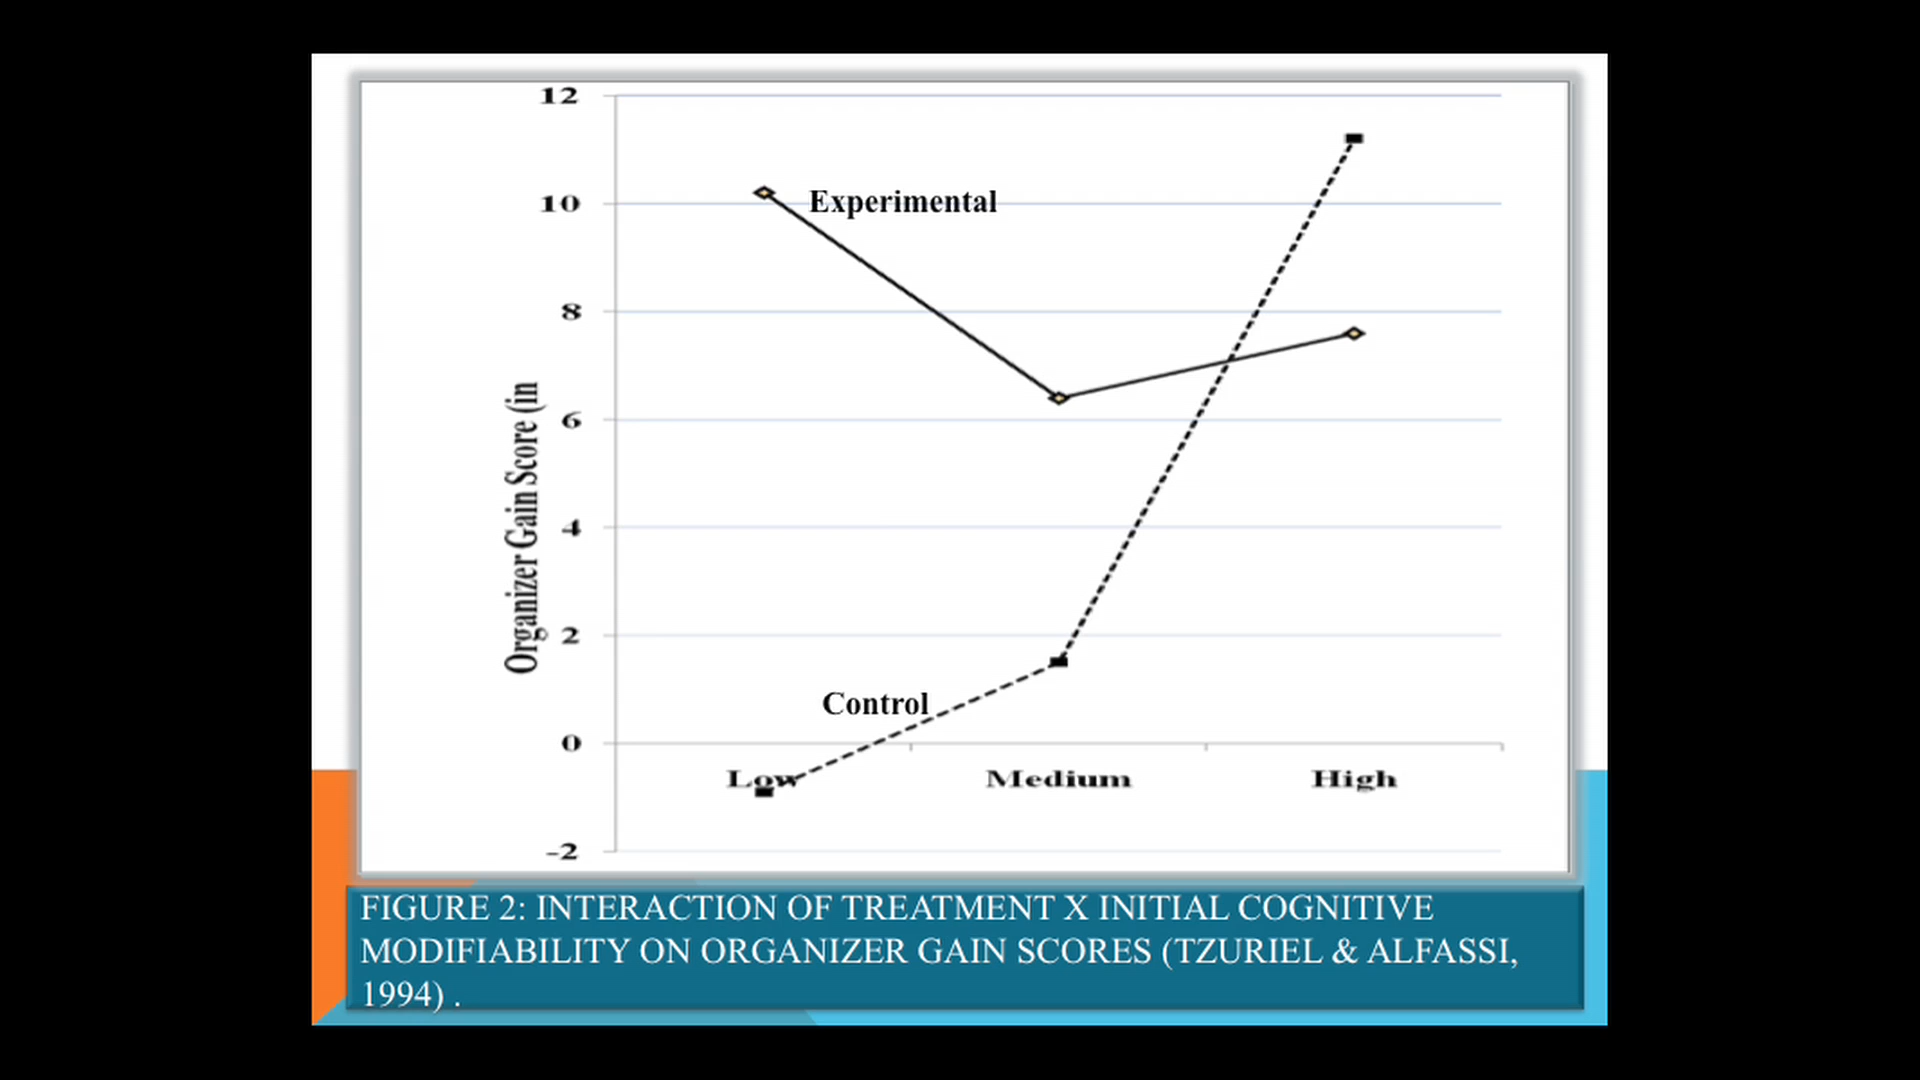 12
10
8
6
4
2
0
-2
Organizer Gain Score (in
Experimental
Control
Low
Medium
High
FIGURE 2: INTERACTION OF TREATMENT X INITIAL COGNITIVE
MODIFIABILITY ON ORGANIZER GAIN SCORES (TZURIEL & ALFASSI,
1994) .